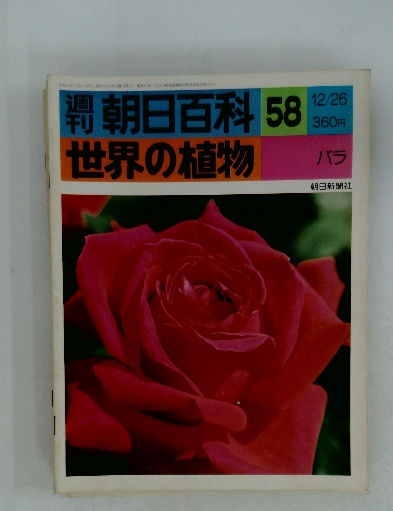 週刊 朝日百科 58 12/26
360円
世界の植物 バラ
朝日新聞社